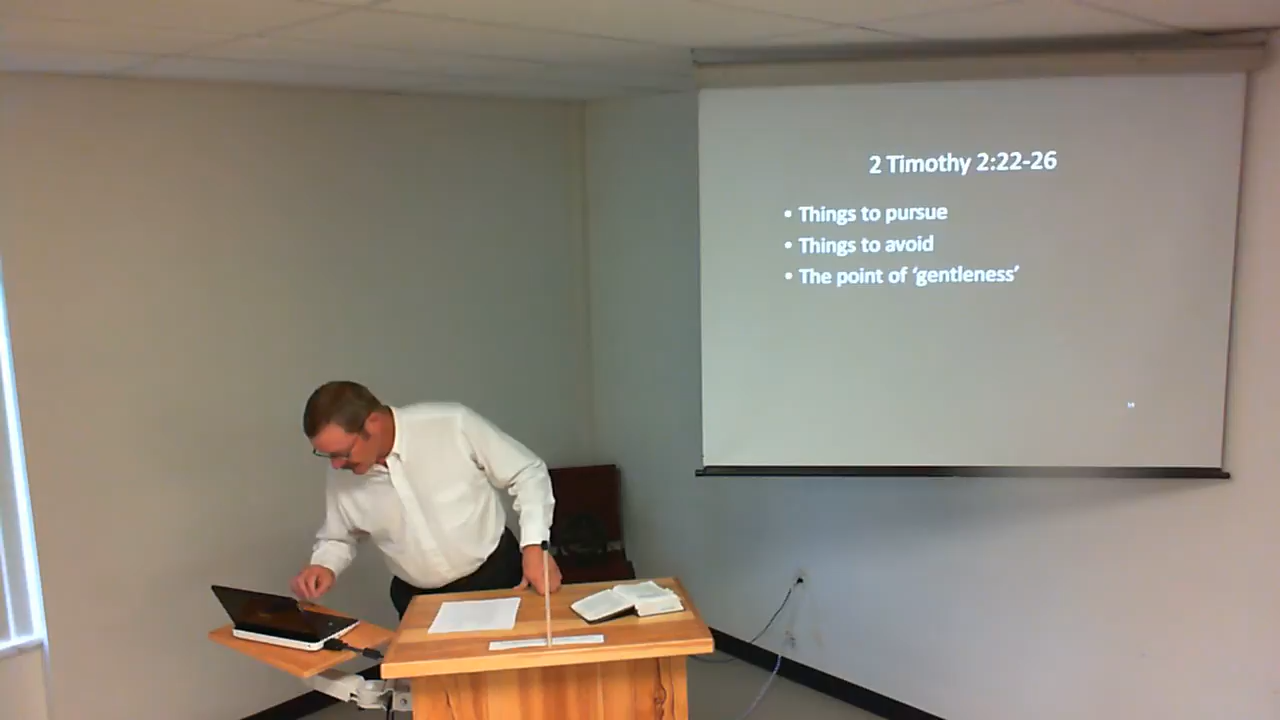 2 Timothy 2:22-26
• Things to pursue
• Things to avoid
• The point of ‘gentleness’